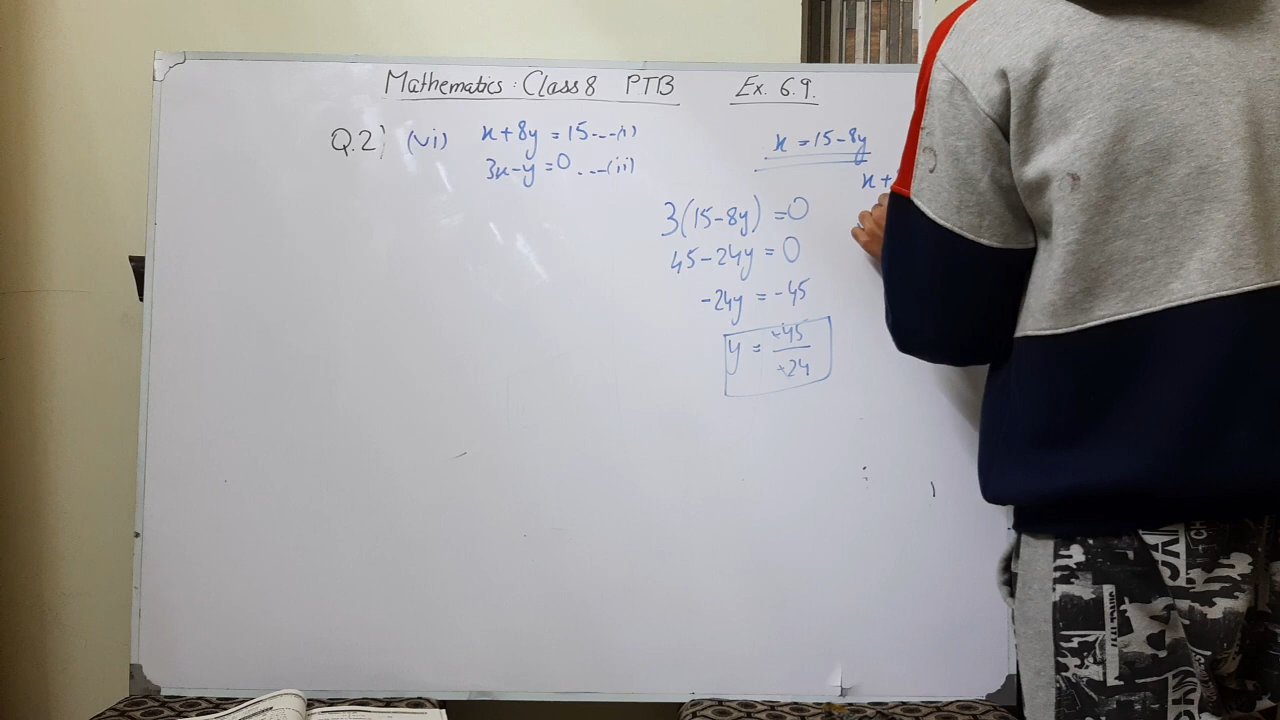 Mathematics: Class 8 PTB Ex. 6.9.
Q.2) (vi) x+8y = 15---(i)
3x-y = 0 ---(ii)
x = 15-8y
x+
3(15-8y) = 0
45-24y = 0
-24y = -45
y = -45/-24